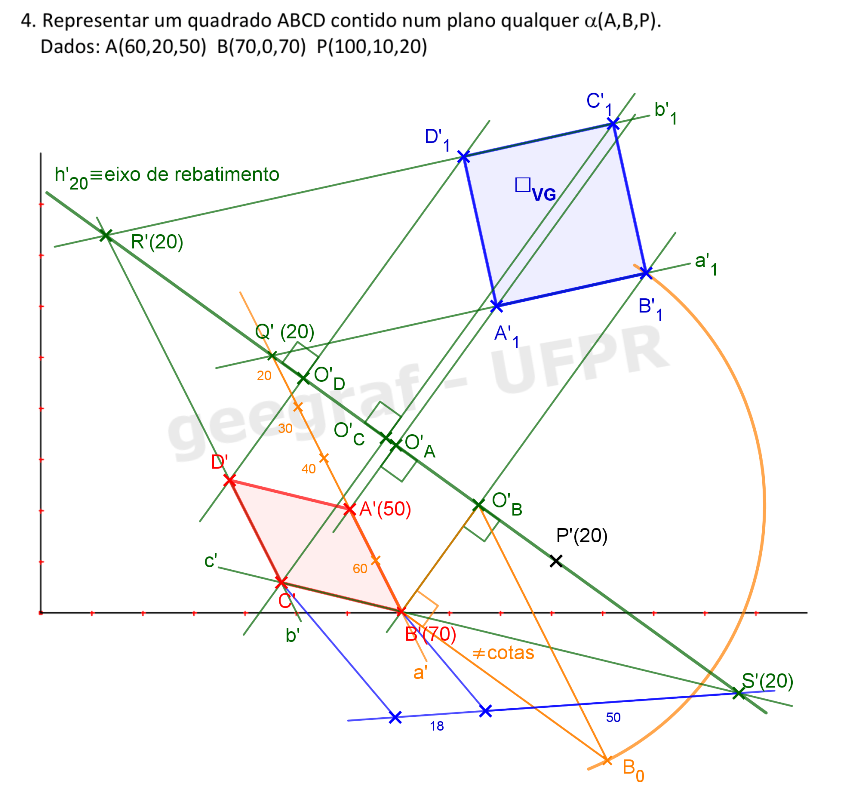 4. Representar um quadrado ABCD contido num plano qualquer α(A,B,P).
Dados: A(60,20,50)  B(70,0,70)  P(100,10,20)
C'1
b'1
D'1
h'20≡eixo de rebatimento
□VG
R'(20)
a'1
B'1
A'1
Q' (20)
20
O'D
geegraf - UFPR
30
O'C
O'A
40
D'
A'(50)
O'B
P'(20)
c'
60
C'
b'
B'(70)
≠cotas
a'
S'(20)
50
18
B0